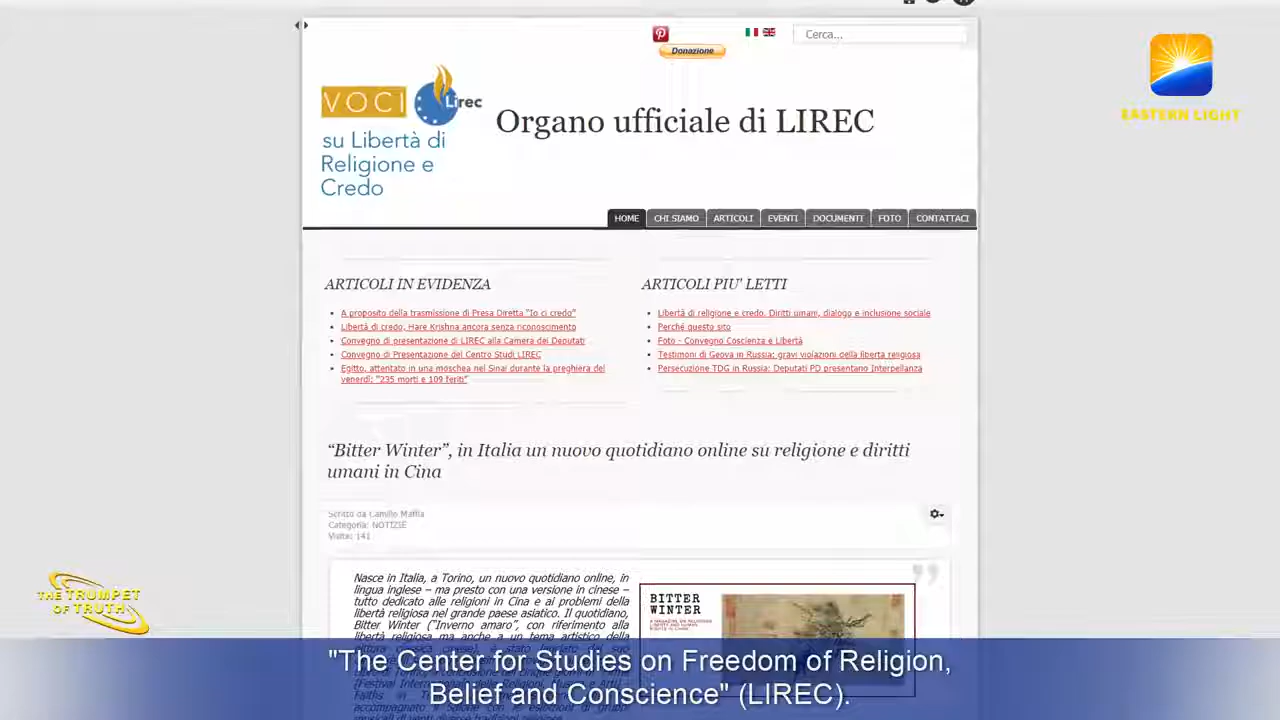 Donazione
Cerca...
EASTERN LIGHT
VOCI
Lirec
su Libertà di
Religione e
Credo
Organo ufficiale di LIREC
HOME
CHI SIAMO
ARTICOLI
EVENTI
DOCUMENTI
FOTO
CONTATTACI
ARTICOLI IN EVIDENZA
A proposito della trasmissione di Presa Diretta "Io ci credo"
Libertà di credo, Hare Krishna ancora senza riconoscimento
Convegno di presentazione di LIREC alla Camera dei Deputati
Convegno di Presentazione del Centro Studi LIREC
Egitto, attentato in una moschea nel Sinai durante la preghiera del
venerdì: "235 morti e 109 feriti"
ARTICOLI PIU' LETTI
Libertà di religione e credo. Diritti umani, dialogo e inclusione sociale
Perché questo sito
Foto - Convegno Coscienza e Libertà
Testimoni di Geova in Russia: gravi violazioni della libertà religiosa
Persecuzione TDG in Russia: Deputati PD presentano Interpellanza
“Bitter Winter”, in Italia un nuovo quotidiano online su religione e diritti
umani in Cina
Scritto da Camillo Maffia
Categoria: NOTIZIE
Visite: 141
Nasce in Italia, a Torino, un nuovo quotidiano online, in
lingua inglese – ma presto con una versione in cinese –
tutto dedicato alle religioni in Cina e ai problemi della
libertà religiosa nel grande paese asiatico. Il quotidiano,
Bitter Winter (“Inverno amaro”, con riferimento alla
libertà religiosa ma anche a un tema artistico della
BITTER
WINTER
THE TRUMPET
OF TRUTH
"The Center for Studies on Freedom of Religion,
Belief and Conscience" (LIREC).